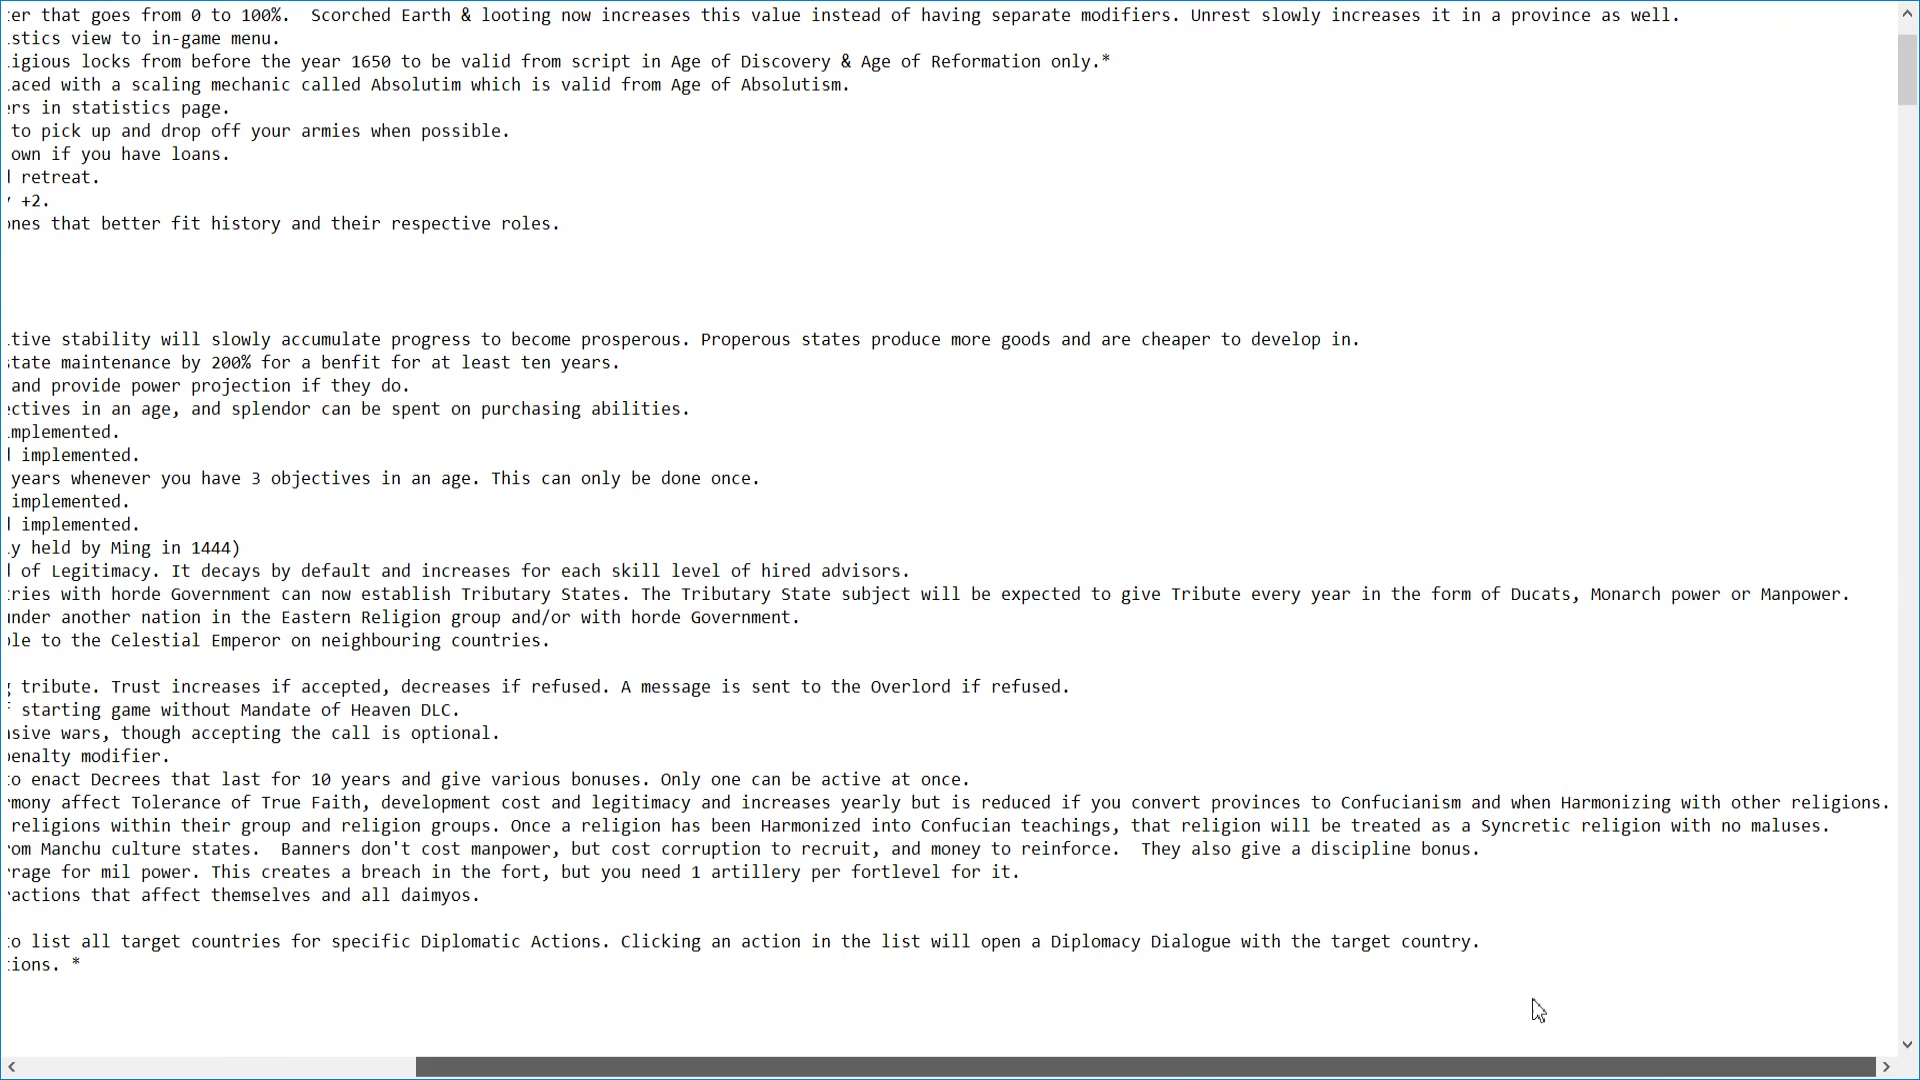 er that goes from 0 to 100%.  Scorched Earth & looting now increases this value instead of having separate modifiers. Unrest slowly increases it in a province as well.
stics view to in-game menu.
igious locks from before the year 1650 to be valid from script in Age of Discovery & Age of Reformation only.*
aced with a scaling mechanic called Absolutim which is valid from Age of Absolutism.
rs in statistics page.
to pick up and drop off your armies when possible.
own if you have loans.
retreat.
+2.
ones that better fit history and their respective roles.
tive stability will slowly accumulate progress to become prosperous. Properous states produce more goods and are cheaper to develop in.
state maintenance by 200% for a benfit for at least ten years.
and provide power projection if they do.
ectives in an age, and splendor can be spent on purchasing abilities.
mplemented.
implemented.
years whenever you have 3 objectives in an age. This can only be done once.
implemented.
implemented.
y held by Ming in 1444)
of Legitimacy. It decays by default and increases for each skill level of hired advisors.
ries with horde Government can now establish Tributary States. The Tributary State subject will be expected to give Tribute every year in the form of Ducats, Monarch power or Manpower.
under another nation in the Eastern Religion group and/or with horde Government.
ole to the Celestial Emperor on neighbouring countries.
tribute. Trust increases if accepted, decreases if refused. A message is sent to the Overlord if refused.
starting game without Mandate of Heaven DLC.
nsive wars, though accepting the call is optional.
penalty modifier.
to enact Decrees that last for 10 years and give various bonuses. Only one can be active at once.
mony affect Tolerance of True Faith, development cost and legitimacy and increases yearly but is reduced if you convert provinces to Confucianism and when Harmonizing with other religions.
religions within their group and religion groups. Once a religion has been Harmonized into Confucian teachings, that religion will be treated as a Syncretic religion with no maluses.
rom Manchu culture states.  Banners don't cost manpower, but cost corruption to recruit, and money to reinforce.  They also give a discipline bonus.
rage for mil power. This creates a breach in the fort, but you need 1 artillery per fortlevel for it.
ractions that affect themselves and all daimyos.
to list all target countries for specific Diplomatic Actions. Clicking an action in the list will open a Diplomacy Dialogue with the target country.
ions. *